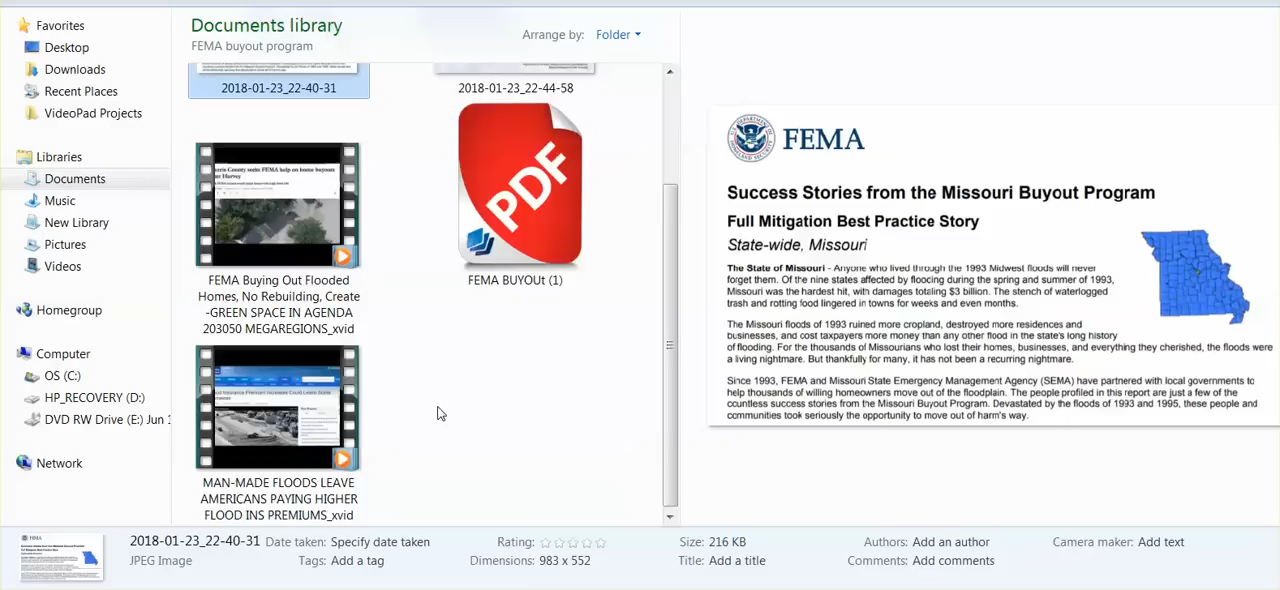 Favorites
Desktop
Downloads
Recent Places
VideoPad Projects
Libraries
Documents
Music
New Library
Pictures
Videos
Homegroup
Computer
OS (C:)
HP_RECOVERY (D:)
DVD RW Drive (E:) Jun 1
Network
Documents library
FEMA buyout program
Arrange by: Folder
2018-01-23_22-40-31
2018-01-23_22-44-58
FEMA Buying Out Flooded
Homes, No Rebuilding, Create
-GREEN SPACE IN AGENDA
203050 MEGAREGIONS_xvid
PDF
FEMA BUYOUt (1)
MAN-MADE FLOODS LEAVE
AMERICANS PAYING HIGHER
FLOOD INS PREMIUMS_xvid
FEMA
Success Stories from the Missouri Buyout Program
Full Mitigation Best Practice Story
State-wide, Missouri
The State of Missouri - Anyone who lived through the 1993 Midwest floods will never
forget them. Of the nine states affected by flooding during the spring and summer of 1993,
Missouri was the hardest hit, with damages totaling $3 billion. The stench of waterlogged
trash and rotting food lingered in towns for weeks and even months.
The Missouri floods of 1993 ruined more cropland, destroyed more residences and
businesses, and cost taxpayers more money than any other flood in the state's long history
of flooding. For the thousands of Missourians who lost their homes, businesses, and everything they cherished, the floods were
a living nightmare. But thankfully for many, it has not been a recurring nightmare.
Since 1993, FEMA and Missouri State Emergency Management Agency (SEMA) have partnered with local governments to
help thousands of willing homeowners move out of the floodplain. The people profiled in this report are just a few of the
countless success stories from the Missouri Buyout Program. Devastated by the floods of 1993 and 1995, these people and
communities took seriously the opportunity to move out of harm's way.
2018-01-23_22-40-31 Date taken: Specify date taken Rating: Size: 216 KB Authors: Add an author Camera maker: Add text
JPEG Image Tags: Add a tag Dimensions: 983 x 552 Title: Add a title Comments: Add comments